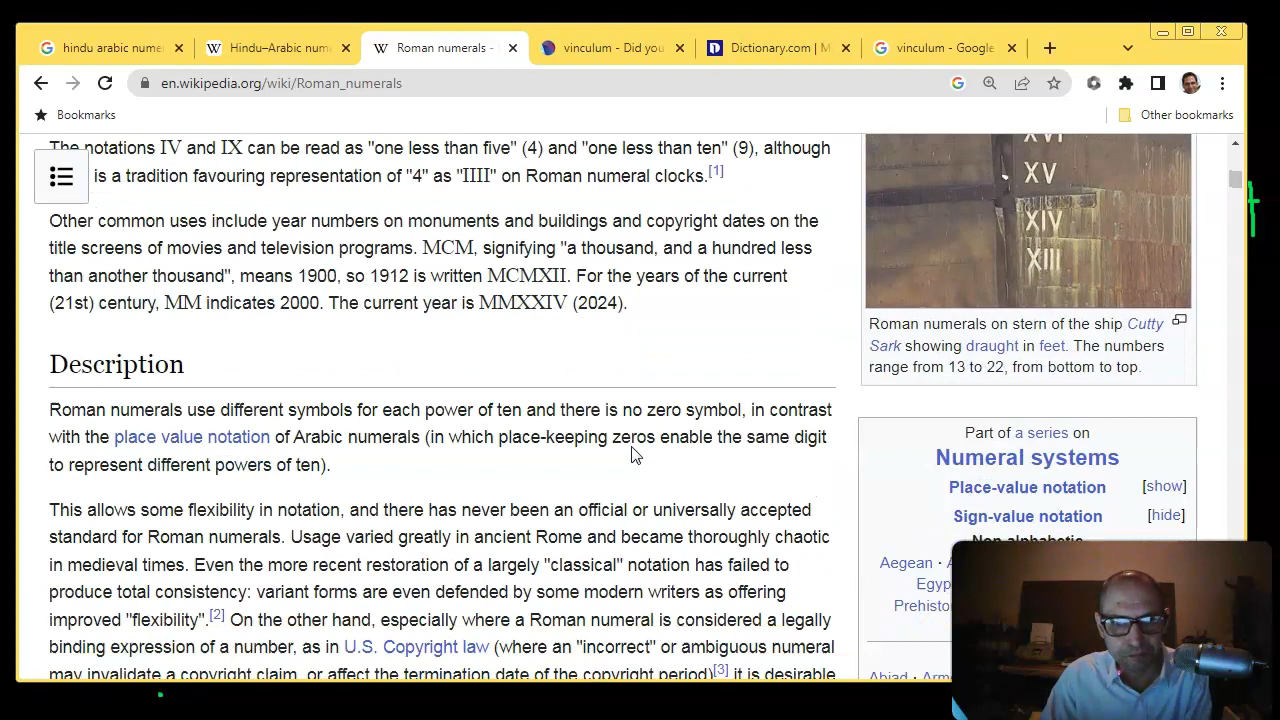 hindu arabic nume
Hindu–Arabic num
Roman numerals -
vinculum - Did you
Dictionary.com | M
vinculum - Google
en.wikipedia.org/wiki/Roman_numerals
Bookmarks
Other bookmarks
The notations IV and IX can be read as "one less than five" (4) and "one less than ten" (9), although
is a tradition favouring representation of "4" as "IIII" on Roman numeral clocks.[1]
Other common uses include year numbers on monuments and buildings and copyright dates on the
title screens of movies and television programs. MCM, signifying "a thousand, and a hundred less
than another thousand", means 1900, so 1912 is written MCMXII. For the years of the current
(21st) century, MM indicates 2000. The current year is MMXXIV (2024).
Description
Roman numerals use different symbols for each power of ten and there is no zero symbol, in contrast
with the place value notation of Arabic numerals (in which place-keeping zeros enable the same digit
to represent different powers of ten).
This allows some flexibility in notation, and there has never been an official or universally accepted
standard for Roman numerals. Usage varied greatly in ancient Rome and became thoroughly chaotic
in medieval times. Even the more recent restoration of a largely "classical" notation has failed to
produce total consistency: variant forms are even defended by some modern writers as offering
improved "flexibility".[2] On the other hand, especially where a Roman numeral is considered a legally
binding expression of a number, as in U.S. Copyright law (where an "incorrect" or ambiguous numeral
may invalidate a copyright claim, or affect the termination date of the copyright period)[3] it is desirable
XVI
XV
XIV
XIII
Roman numerals on stern of the ship Cutty
Sark showing draught in feet. The numbers
range from 13 to 22, from bottom to top.
Part of a series on
Numeral systems
Place-value notation [show]
Sign-value notation [hide]
Non-alphabetic
Aegean ·
Egyp
Prehisto
Abjad · Arm